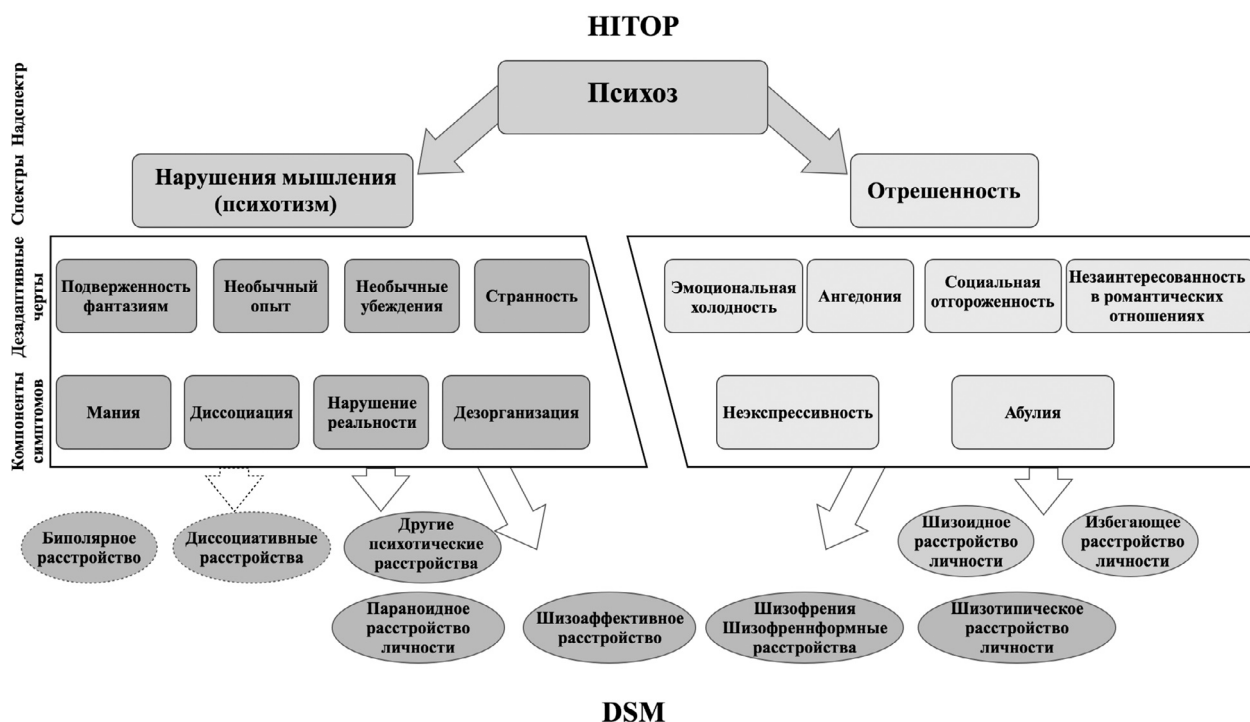 HITOP
Надспектр
Психоз
Спектры
Нарушения мышления
(психотизм)
Отрешенность
Дезадаптивные
черты
Подверженность
фантазиям
Необычный
опыт
Необычные
убеждения
Странность
Эмоциональная
холодность
Ангедония
Социальная
отгороженность
Незаинтересованность
в романтических
отношениях
Компоненты
симптомов
Мания
Диссоциация
Нарушение
реальности
Дезорганизация
Неэкспрессивность
Абулия
Биполярное
расстройство
Диссоциативные
расстройства
Другие
психотические
расстройства
Шизоидное
расстройство
личности
Избегающее
расстройство
личности
Параноидное
расстройство
личности
Шизоаффективное
расстройство
Шизофрения
Шизофреннформные
расстройства
Шизотипическое
расстройство
личности
DSM